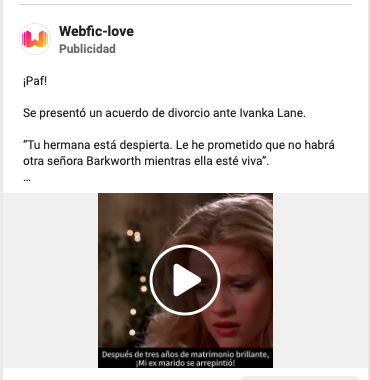 Webfic-love
Publicidad
¡Paf!
Se presentó un acuerdo de divorcio ante Ivanka Lane.
“Tu hermana está despierta. Le he prometido que no habrá
otra señora Barkworth mientras ella esté viva”.
...
Después de tres años de matrimonio brillante,
¡Mi ex marido se arrepintió!